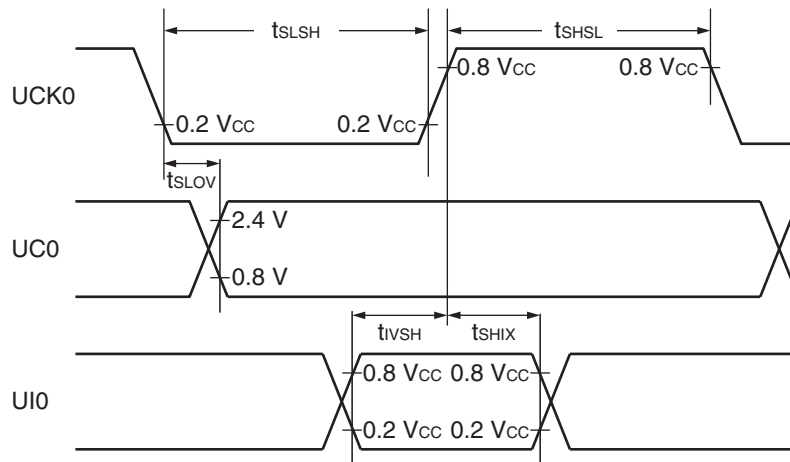 tSLSH tSHSL
0.8 VCC 0.8 VCC
UCK0
0.2 VCC 0.2 VCC
tSLOV
2.4 V
UC0
0.8 V
tIVSH tSHIX
0.8 VCC 0.8 VCC
UI0
0.2 VCC 0.2 VCC